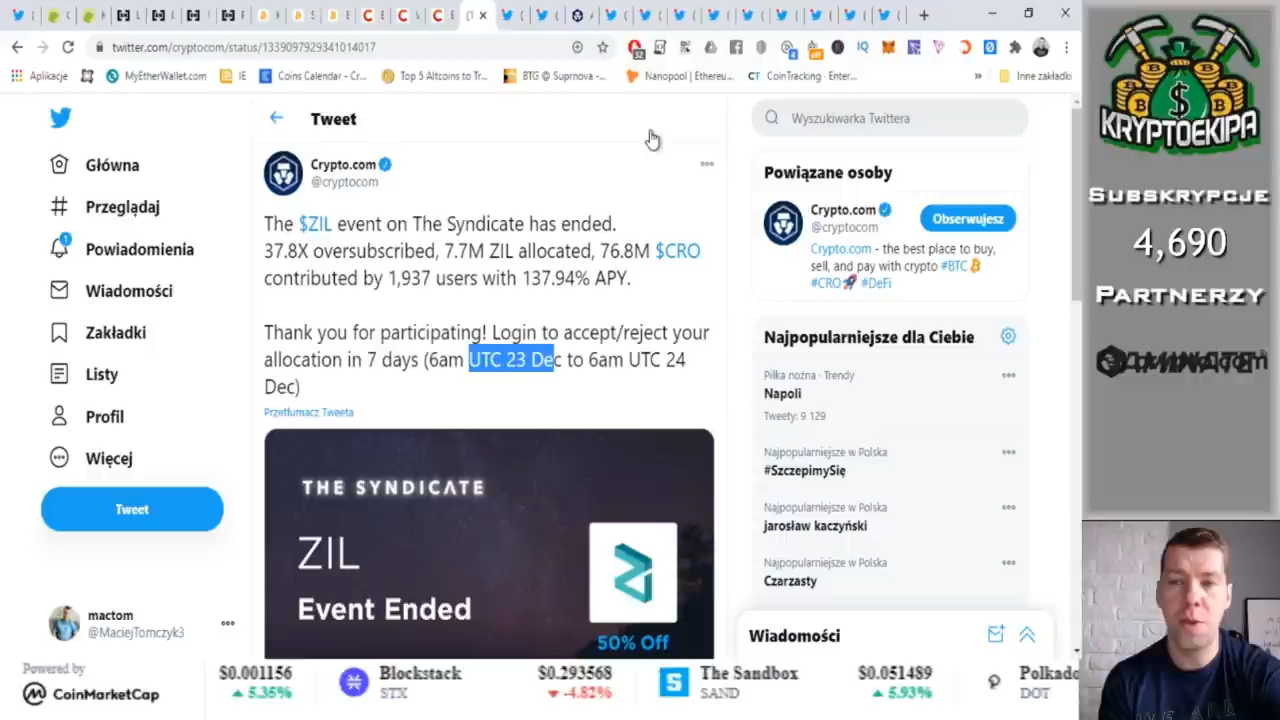 twitter.com/cryptocom/status/1339097929341014017
Aplikacje
MyEtherWallet.com
IE
Coins Calendar - Cr...
Top 5 Altcoins to Tr...
BTG @ Suprnova -...
Nanopool | Ethereu...
CT CoinTracking · Enter...
»
Inne zakładki
Główna
Przeglądaj
1
Powiadomienia
Wiadomości
Zakładki
Listy
Profil
Więcej
Tweet
mactom
@MaciejTomczyk3
Tweet
Crypto.com
@cryptocom
The $ZIL event on The Syndicate has ended.
37.8X oversubscribed, 7.7M ZIL allocated, 76.8M $CRO
contributed by 1,937 users with 137.94% APY.
Thank you for participating! Login to accept/reject your
allocation in 7 days (6am UTC 23 Dec to 6am UTC 24
Dec)
Przetłumacz Tweeta
THE SYNDICATE
ZIL
Event Ended
50% Off
Wyszukiwarka Twittera
Powiązane osoby
Crypto.com
@cryptocom
Obserwujesz
Crypto.com - the best place to buy,
sell, and pay with crypto #BTC
#CRO #DeFi
Najpopularniejsze dla Ciebie
Piłka nożna · Trendy
Napoli
Tweety: 9 129
Najpopularniejsze w Polska
#SzczepimySię
Najpopularniejsze w Polska
jarosław kaczyński
Najpopularniejsze w Polska
Czarzasty
Wiadomości
KRYPTOEKIPA
Subskrypcje
4,690
Partnerzy
WE ALL
Powered by
CoinMarketCap
$0.001156
▲ 5.35%
Blockstack
STX
$0.293568
▼ -4.82%
The Sandbox
SAND
$0.051489
▲ 5.93%
Polkado
DOT